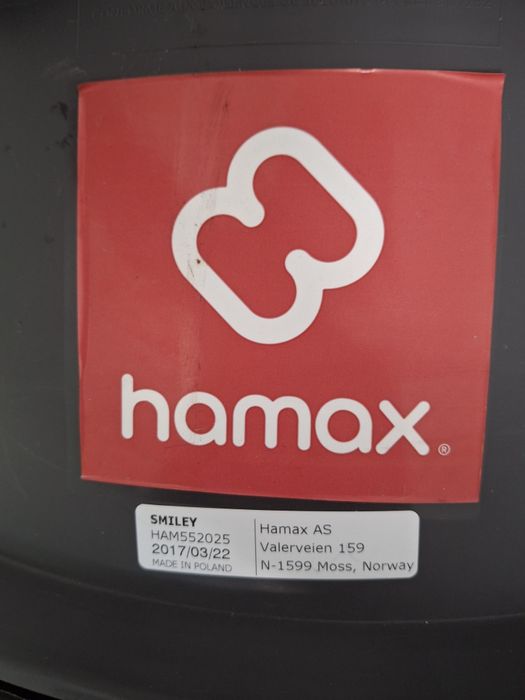 hamax®
SMILEY
HAM552025
2017/03/22
MADE IN POLAND
Hamax AS
Valerveien 159
N-1599 Moss, Norway